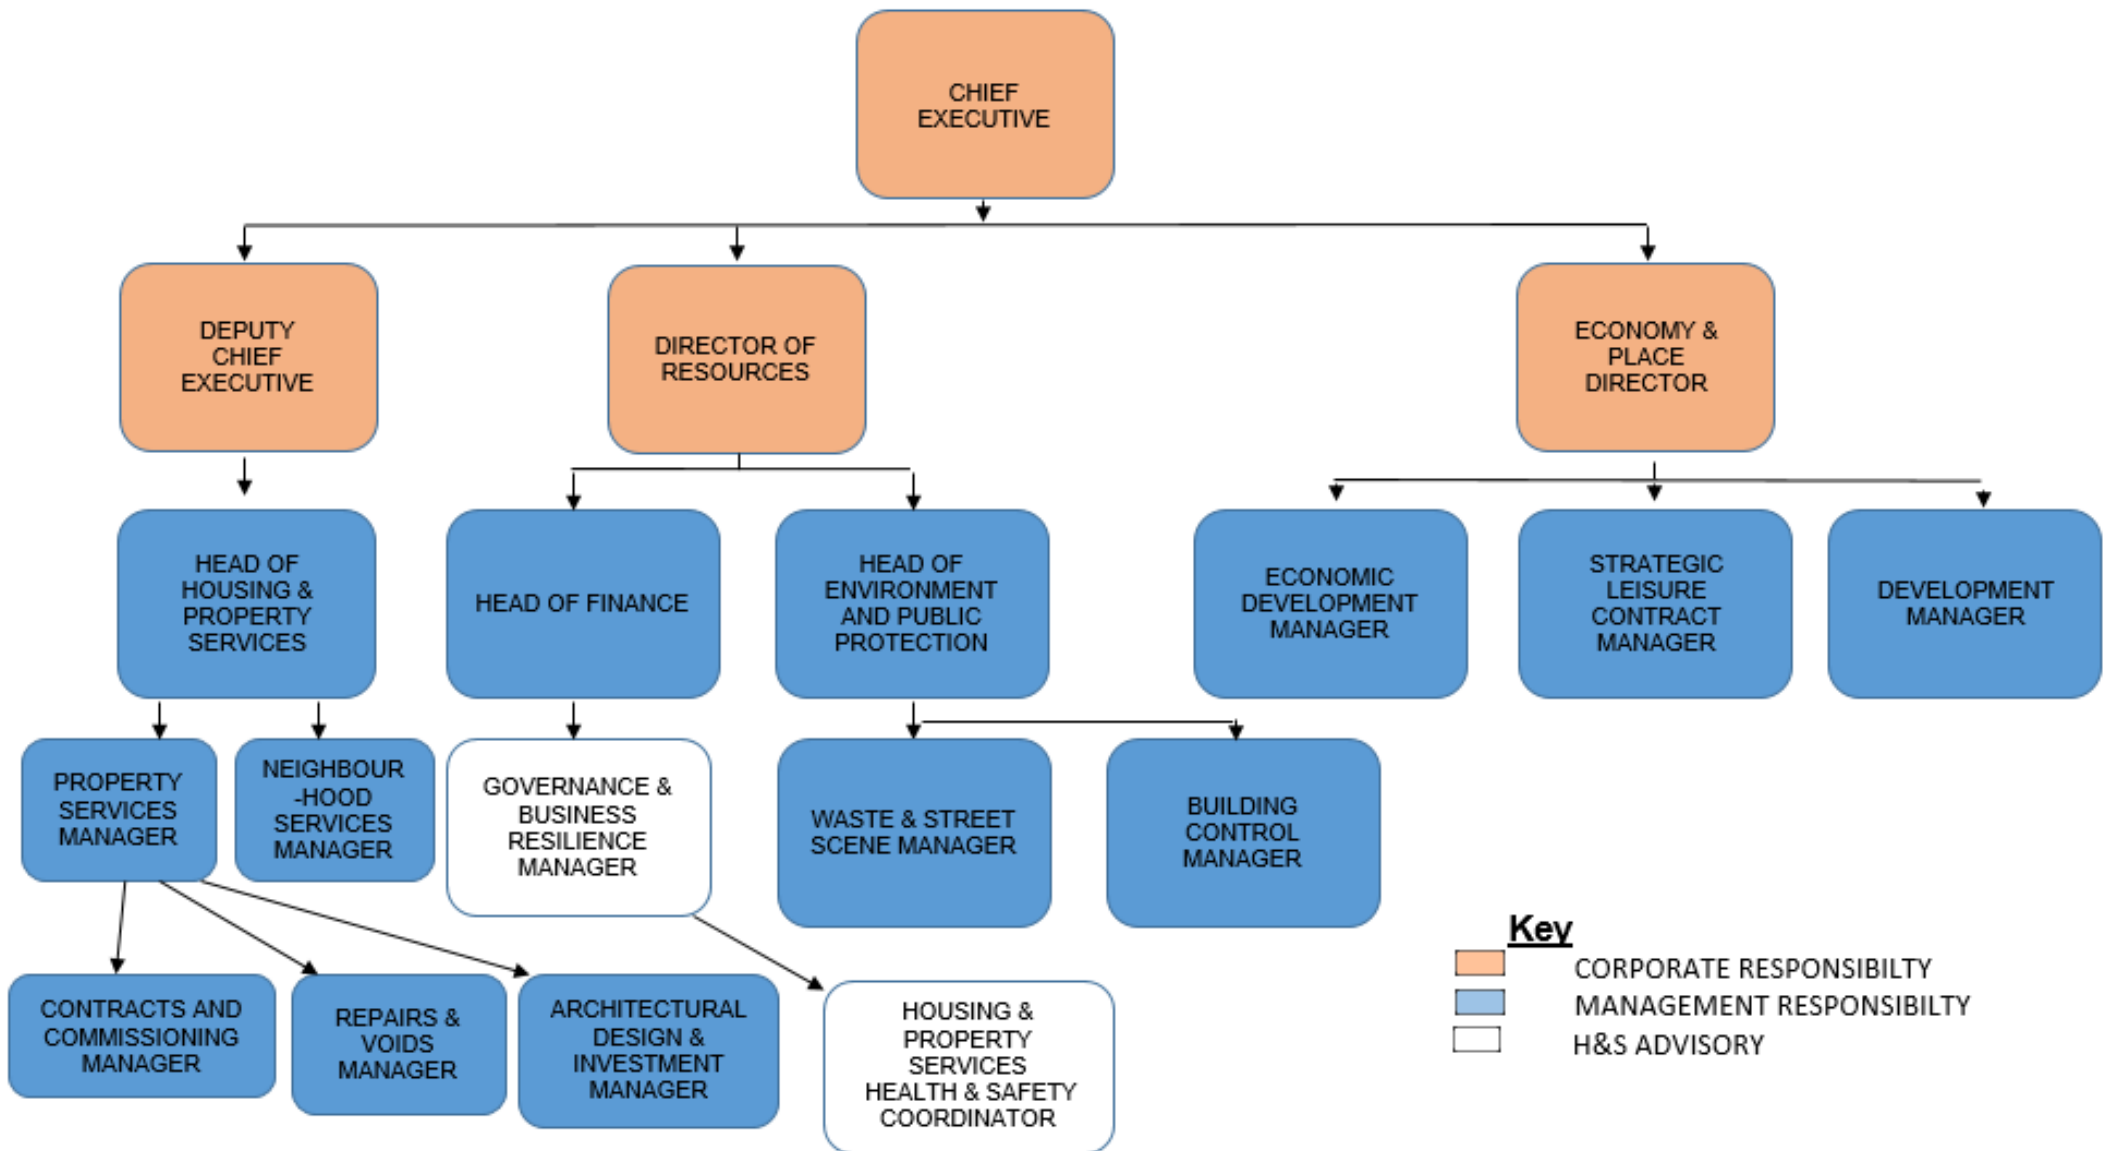 CHIEF
EXECUTIVE
DEPUTY
CHIEF
EXECUTIVE
DIRECTOR OF
RESOURCES
ECONOMY &
PLACE
DIRECTOR
HEAD OF
HOUSING &
PROPERTY
SERVICES
HEAD OF FINANCE
HEAD OF
ENVIRONMENT
AND PUBLIC
PROTECTION
ECONOMIC
DEVELOPMENT
MANAGER
STRATEGIC
LEISURE
CONTRACT
MANAGER
DEVELOPMENT
MANAGER
PROPERTY
SERVICES
MANAGER
NEIGHBOUR
-HOOD
SERVICES
MANAGER
GOVERNANCE &
BUSINESS
RESILIENCE
MANAGER
WASTE & STREET
SCENE MANAGER
BUILDING
CONTROL
MANAGER
CONTRACTS AND
COMMISSIONING
MANAGER
REPAIRS &
VOIDS
MANAGER
ARCHITECTURAL
DESIGN &
INVESTMENT
MANAGER
HOUSING &
PROPERTY
SERVICES
HEALTH & SAFETY
COORDINATOR
Key
CORPORATE RESPONSIBILTY
MANAGEMENT RESPONSIBILTY
H&S ADVISORY